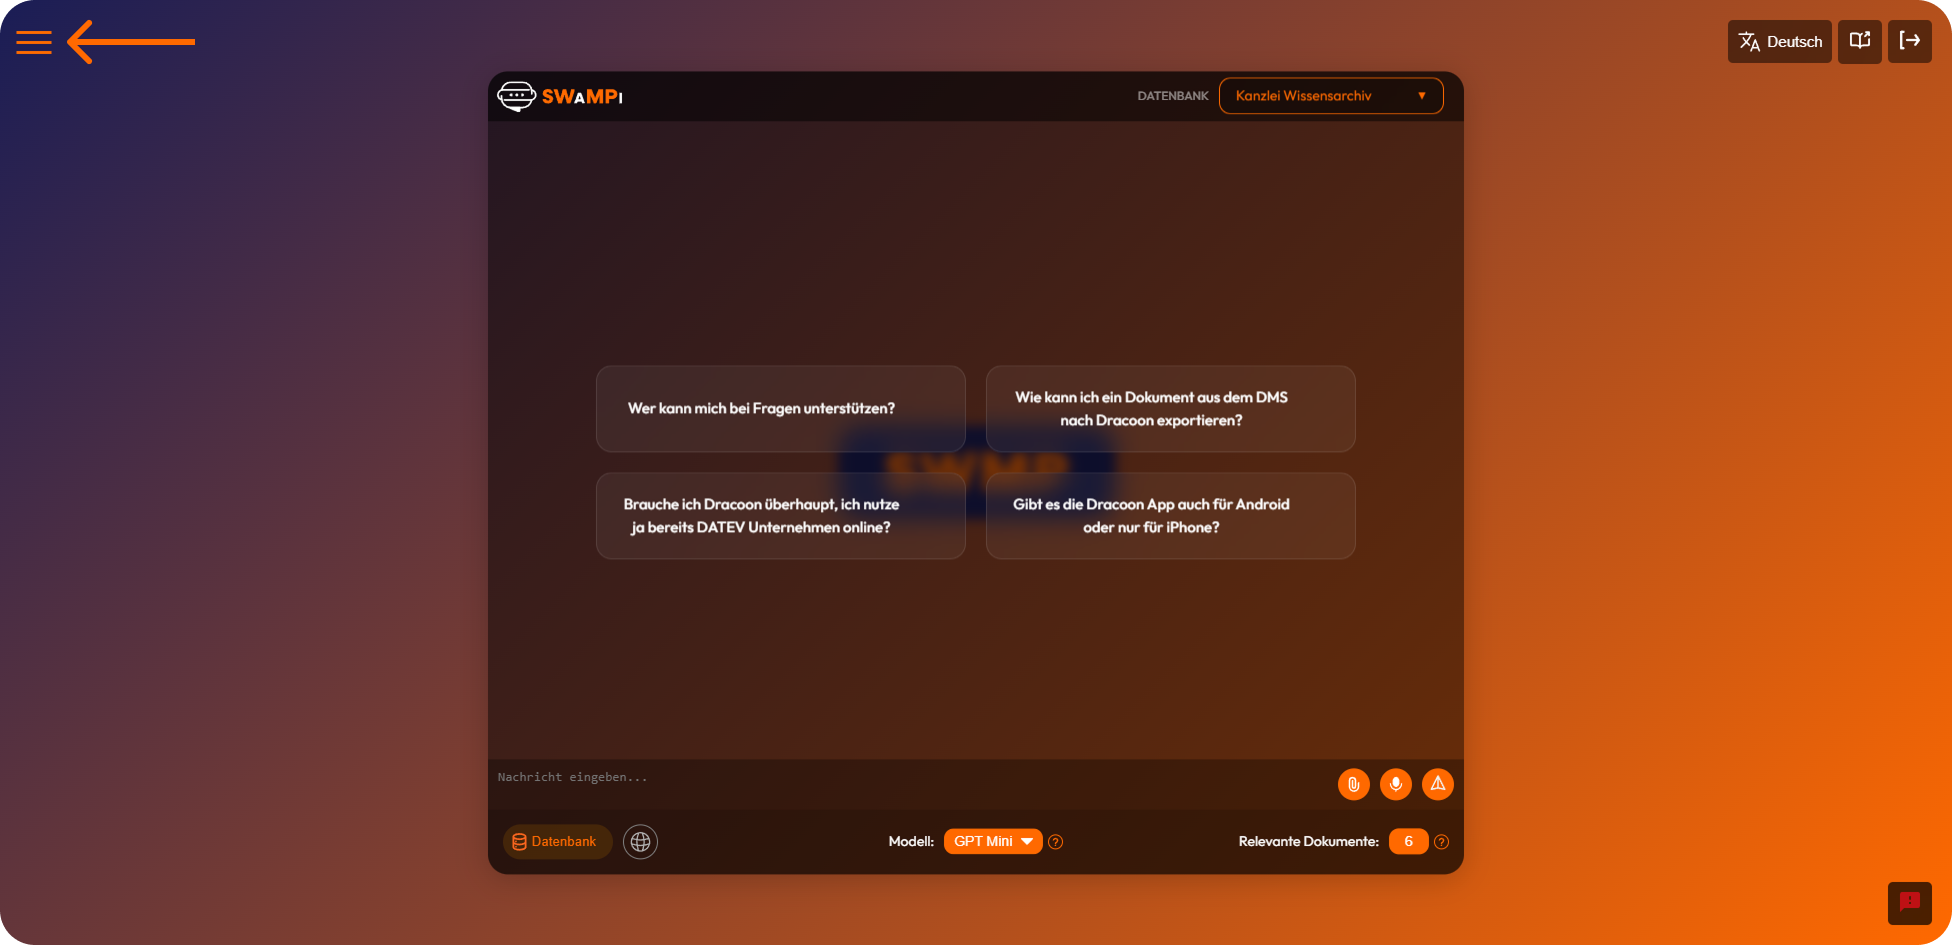 Deutsch
SWAMPI
DATENBANK
Kanzlei Wissensarchiv
Wer kann mich bei Fragen unterstützen?
Wie kann ich ein Dokument aus dem DMS
nach Dracoon exportieren?
SWMP
Brauche ich Dracoon überhaupt, ich nutze
ja bereits DATEV Unternehmen online?
Gibt es die Dracoon App auch für Android
oder nur für iPhone?
Nachricht eingeben...
Datenbank
Modell:
GPT Mini
Relevante Dokumente:
6